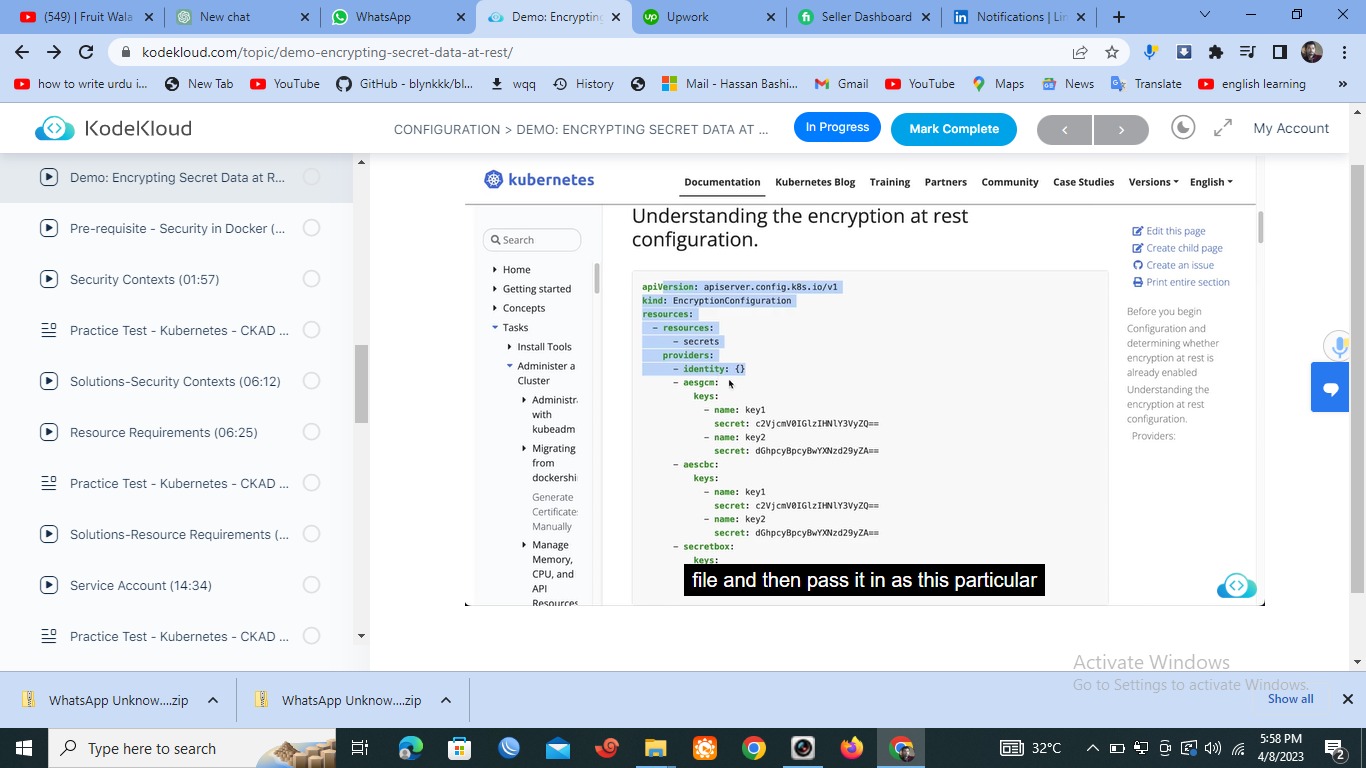 (549) | Fruit Wala
New chat
WhatsApp
Demo: Encrypting
Upwork
Seller Dashboard
Notifications | Lin
kodekloud.com/topic/demo-encrypting-secret-data-at-rest/
how to write urdu i...
New Tab
YouTube
GitHub - blynkkk/bl...
wqq
History
Mail - Hassan Bashi...
Gmail
YouTube
Maps
News
Translate
english learning
»
KodeKloud
CONFIGURATION > DEMO: ENCRYPTING SECRET DATA AT ...
In Progress
Mark Complete
<
>
My Account
Demo: Encrypting Secret Data at R...
Pre-requisite - Security in Docker (...
Security Contexts (01:57)
Practice Test - Kubernetes - CKAD ...
Solutions-Security Contexts (06:12)
Resource Requirements (06:25)
Practice Test - Kubernetes - CKAD ...
Solutions-Resource Requirements (...
Service Account (14:34)
Practice Test - Kubernetes - CKAD ...
kubernetes
Documentation
Kubernetes Blog
Training
Partners
Community
Case Studies
Versions
English
Search
Home
Getting started
Concepts
Tasks
Install Tools
Administer a
Cluster
Administra
with
kubeadm
Migrating
from
dockershi
Generate
Certificates
Manually
Manage
Memory,
CPU, and
API
Resources
Understanding the encryption at rest
configuration.
apiVersion: apiserver.config.k8s.io/v1
kind: EncryptionConfiguration
resources:
- resources:
- secrets
providers:
- identity: {}
- aesgcm:
keys:
- name: key1
secret: c2VjcmV0IGlzIHNlY3VyZQ==
- name: key2
secret: dGhpcyBpcyBwYXNzd29yZA==
- aescbc:
keys:
- name: key1
secret: c2VjcmV0IGlzIHNlY3VyZQ==
- name: key2
secret: dGhpcyBpcyBwYXNzd29yZA==
- secretbox:
keys:
file and then pass it in as this particular
Edit this page
Create child page
Create an issue
Print entire section
Before you begin
Configuration and
determining whether
encryption at rest is
already enabled
Understanding the
encryption at rest
configuration.
Providers:
Activate Windows
Go to Settings to activate Windows.
WhatsApp Unknow....zip
WhatsApp Unknow....zip
Show all
Type here to search
32°C
5:58 PM
4/8/2023
2